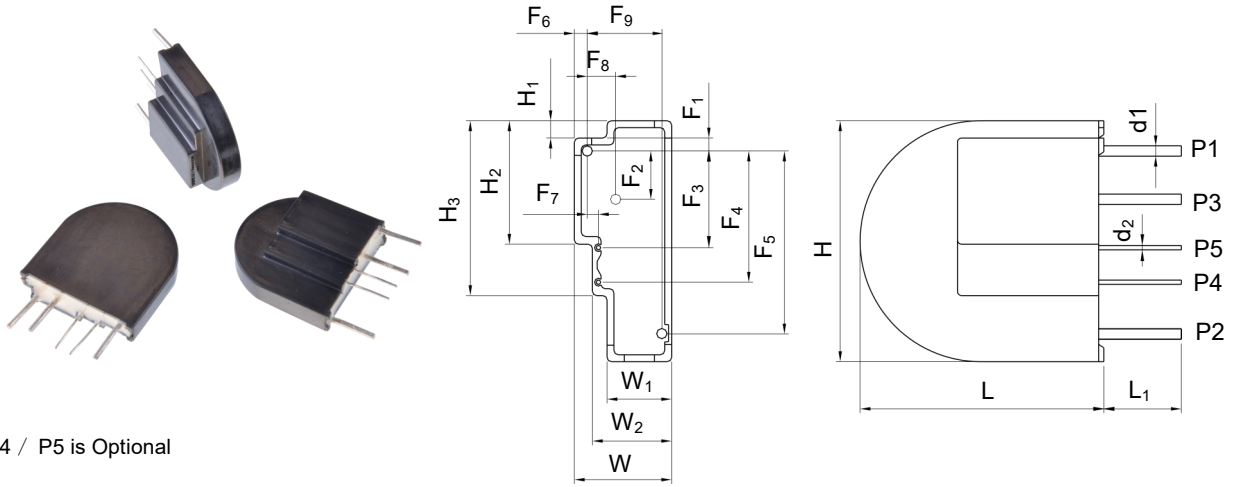 F₆ F₉
F₈
H₁
F₁
H₂
H₃
F₂
F₃
F₇
F₄
F₅
W₁
W₂
W
d1
P1
P3
d₂
P5
P4
P2
H
L
L₁
4 / P5 is Optional